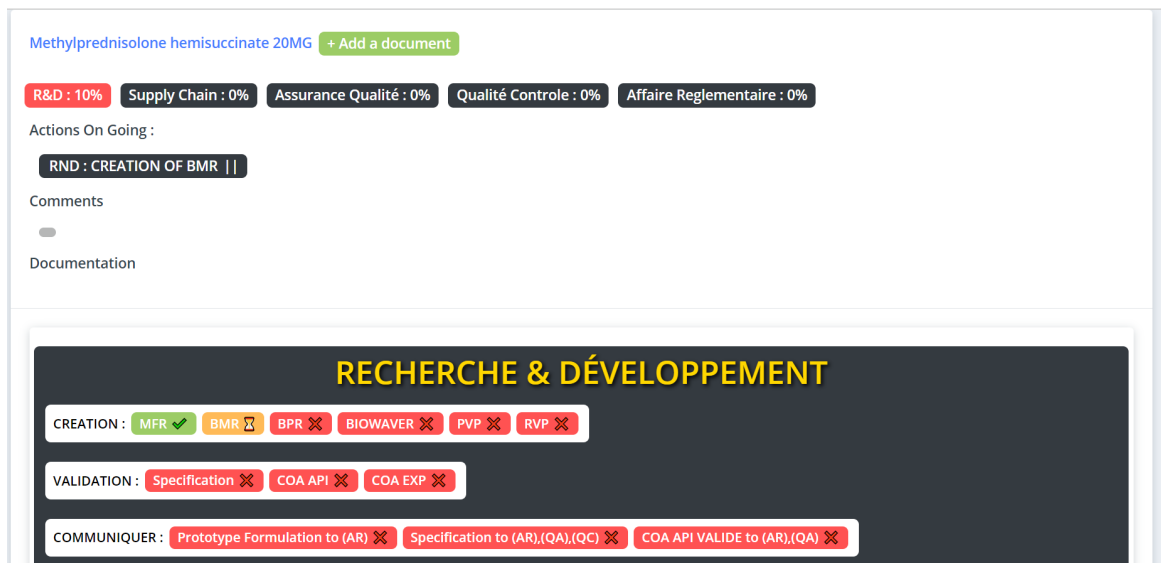 Methylprednisolone hemisuccinate 20MG + Add a document
R&D : 10% Supply Chain : 0% Assurance Qualité : 0% Qualité Controle : 0% Affaire Reglementaire : 0%
Actions On Going :
RND : CREATION OF BMR ||
Comments
Documentation
RECHERCHE & DÉVELOPPEMENT
CREATION : MFR BMR BPR BIOWAVER PVP RVP
VALIDATION : Specification COA API COA EXP
COMMUNIQUER : Prototype Formulation to (AR) Specification to (AR),(QA),(QC) COA API VALIDE to (AR),(QA)